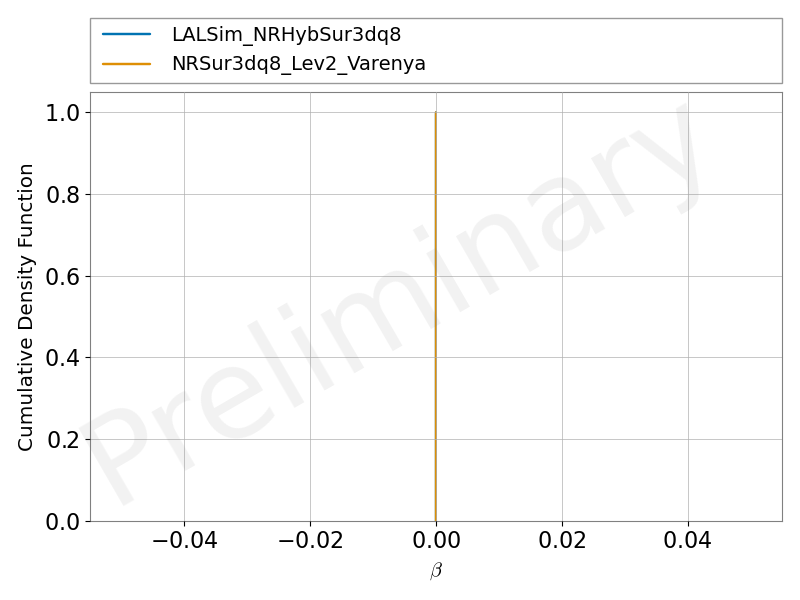 LALSim_NRHybSur3dq8
NRSur3dq8_Lev2_Varenya
Preliminary
Cumulative Density Function
1.0
0.8
0.6
0.4
0.2
0.0
−0.04 −0.02 0.00 0.02 0.04
β